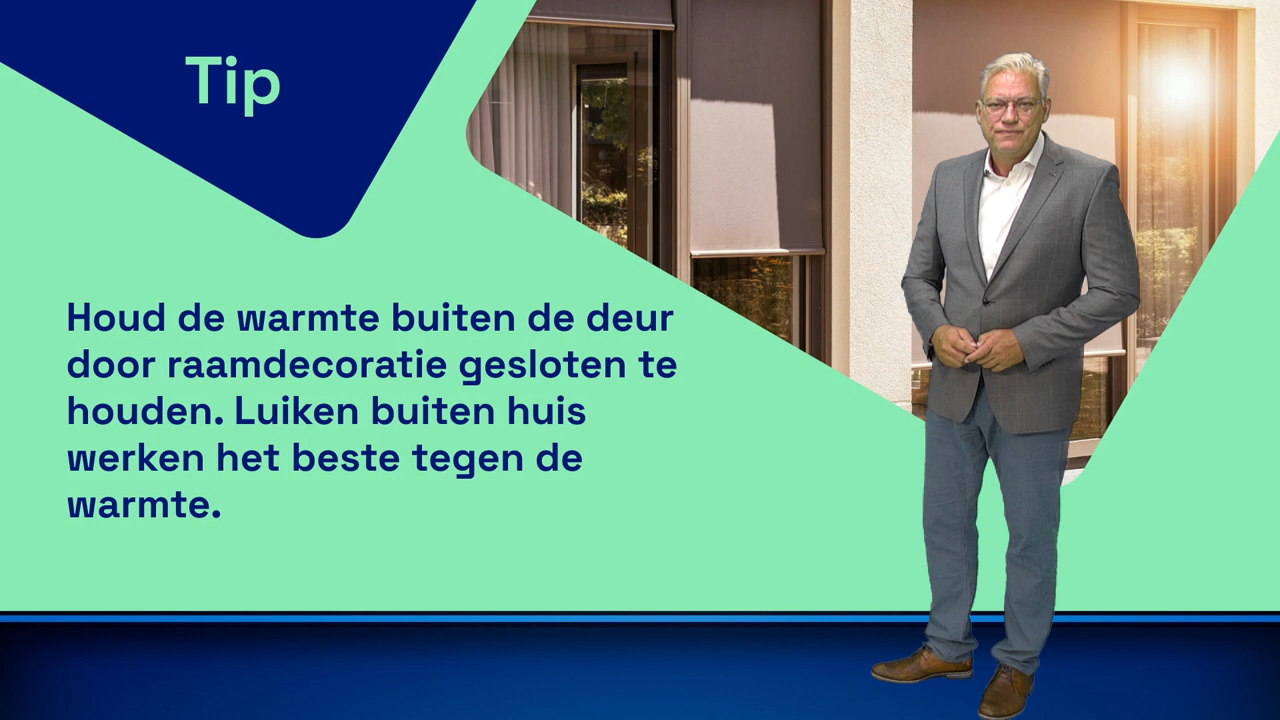 Tip
Houd de warmte buiten de deur
door raamdecoratie gesloten te
houden. Luiken buiten huis
werken het beste tegen de
warmte.